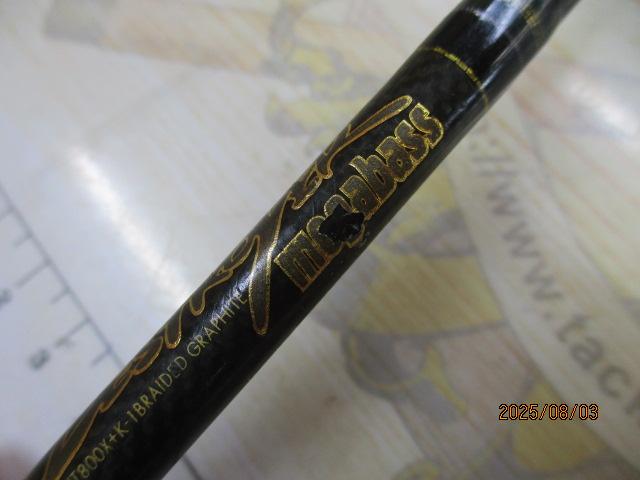 megabass
T800X+K-1BRAIDED GRAPHITE
://www.tac
2025/08/03